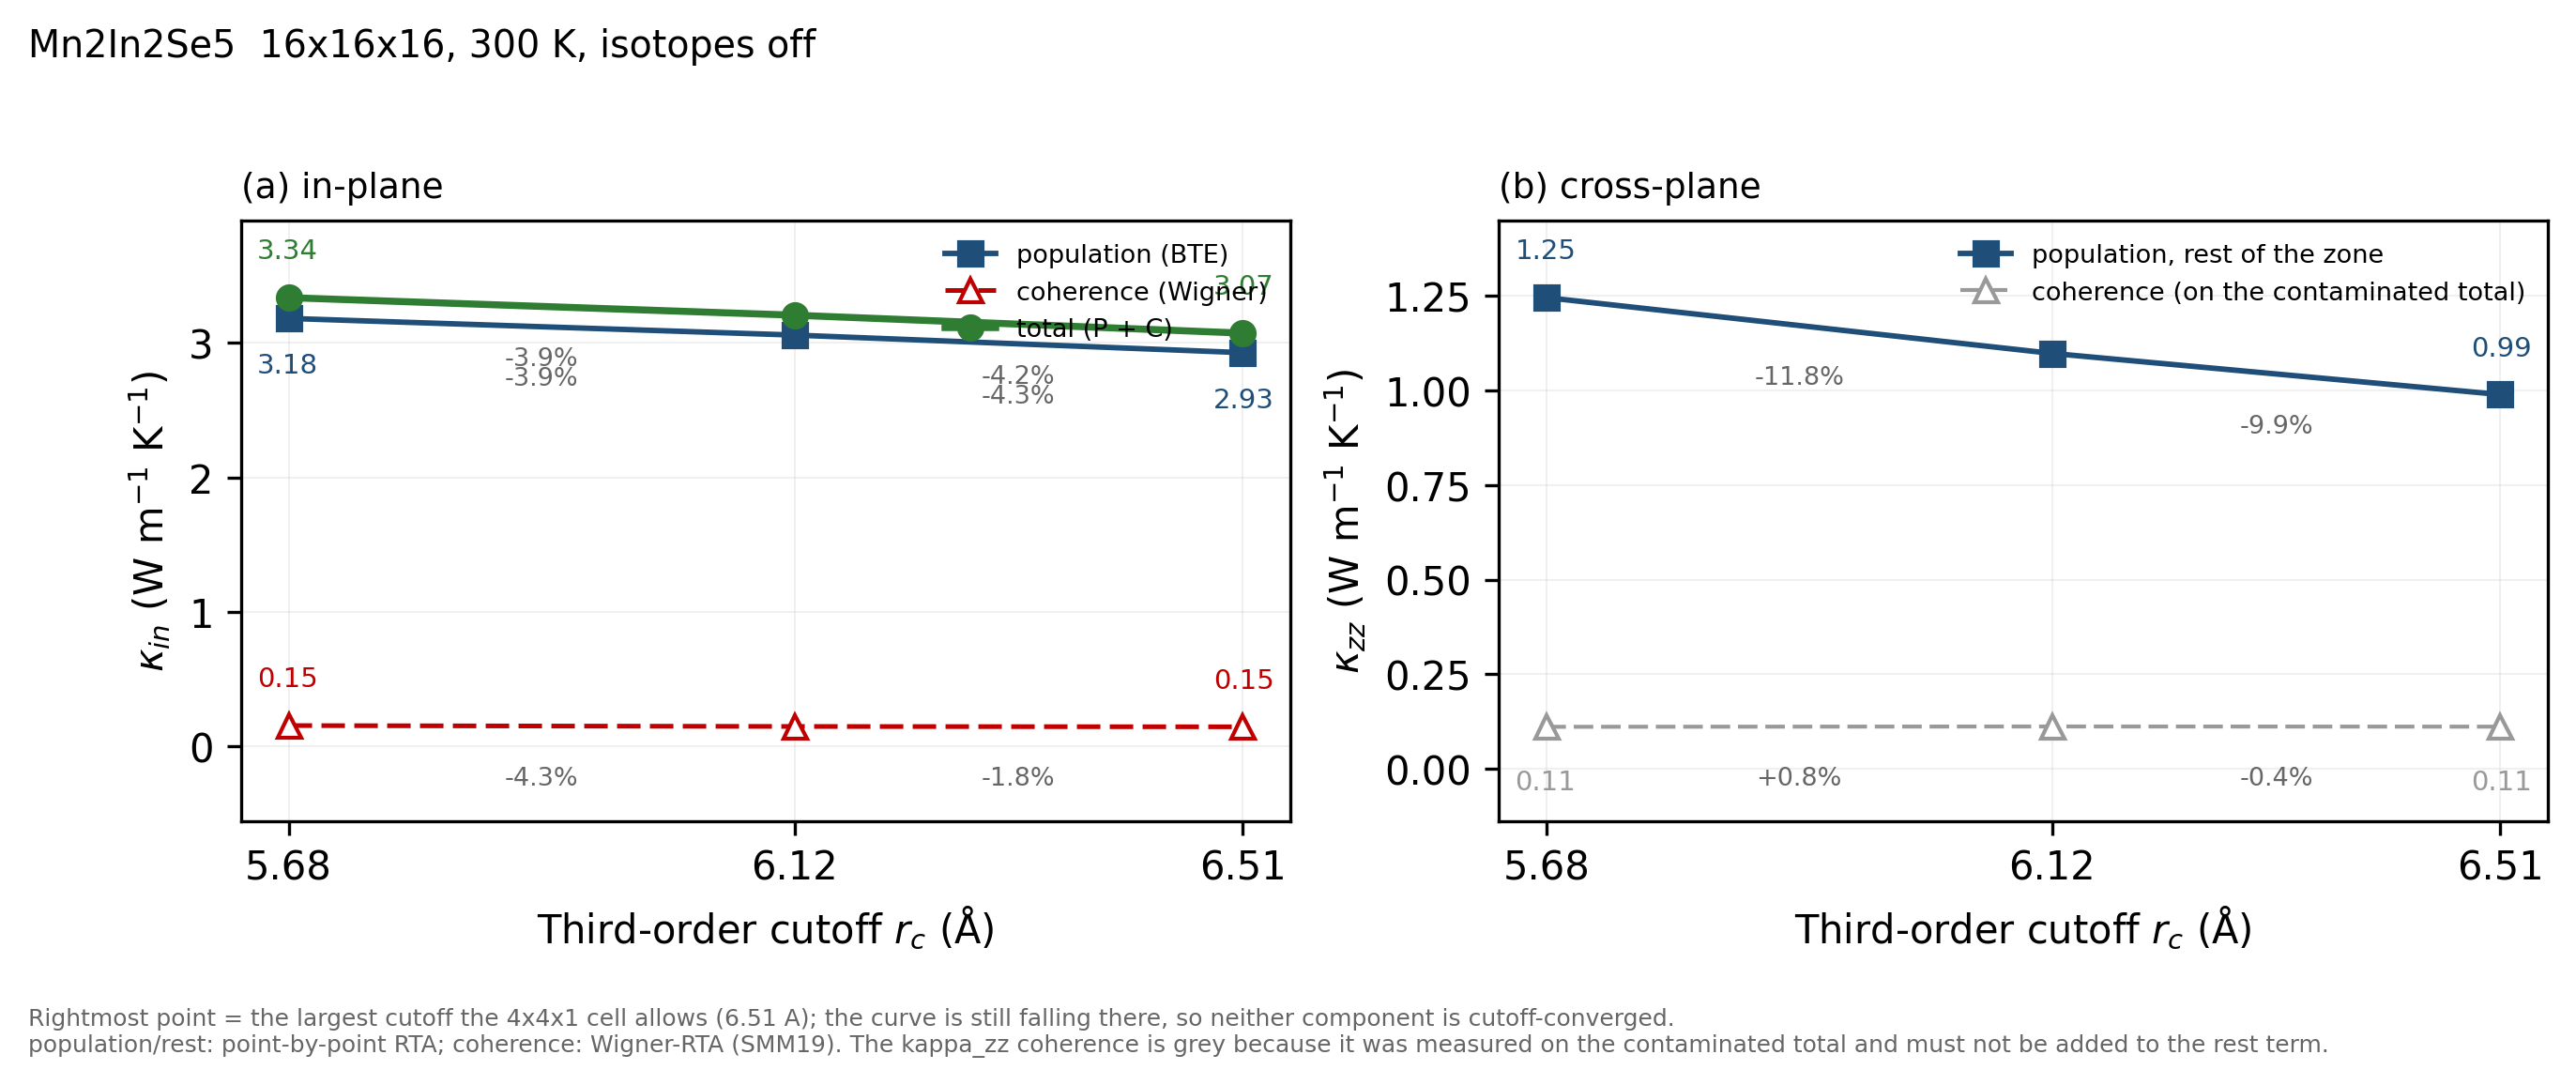 Mn2In2Se5  16x16x16, 300 K, isotopes off
(a) in-plane
3.34
3.18
-3.9%
-3.9%
-4.2%
-4.3%
3.07
2.93
population (BTE)
coherence (Wigner)
total (P + C)
0.15
0.15
-4.3%
-1.8%
3
2
1
0
κ_in (W m⁻¹ K⁻¹)
5.68
6.12
6.51
Third-order cutoff r_c (Å)
(b) cross-plane
1.25
population, rest of the zone
coherence (on the contaminated total)
0.99
-11.8%
-9.9%
0.11
+0.8%
-0.4%
0.11
1.25
1.00
0.75
0.50
0.25
0.00
κ_zz (W m⁻¹ K⁻¹)
5.68
6.12
6.51
Third-order cutoff r_c (Å)
Rightmost point = the largest cutoff the 4x4x1 cell allows (6.51 A); the curve is still falling there, so neither component is cutoff-converged.
population/rest: point-by-point RTA; coherence: Wigner-RTA (SMM19). The kappa_zz coherence is grey because it was measured on the contaminated total and must not be added to the rest term.